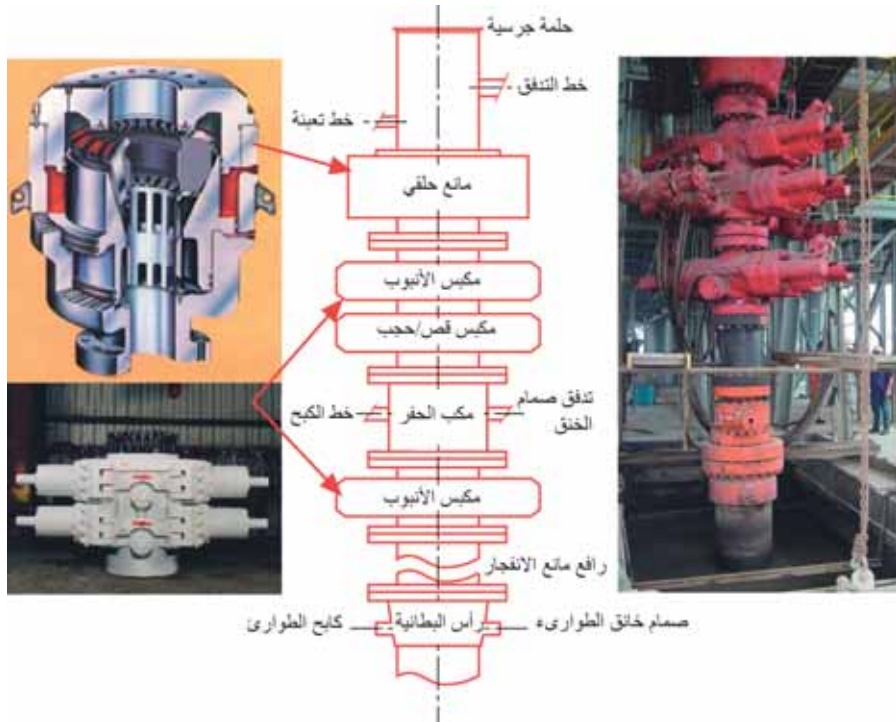 حلمة جرسية
خط التدفق
خط تعبئة
مانع حلقي
مكبس الأنبوب
مكبس قص/حجب
تدفق صمام
الخنق
مكب الحفر
خط الكبح
مكبس الأنبوب
رافع مانع الانفجار
صمام خانق الطوارىء
رأس البطانية
كابح الطوارئ